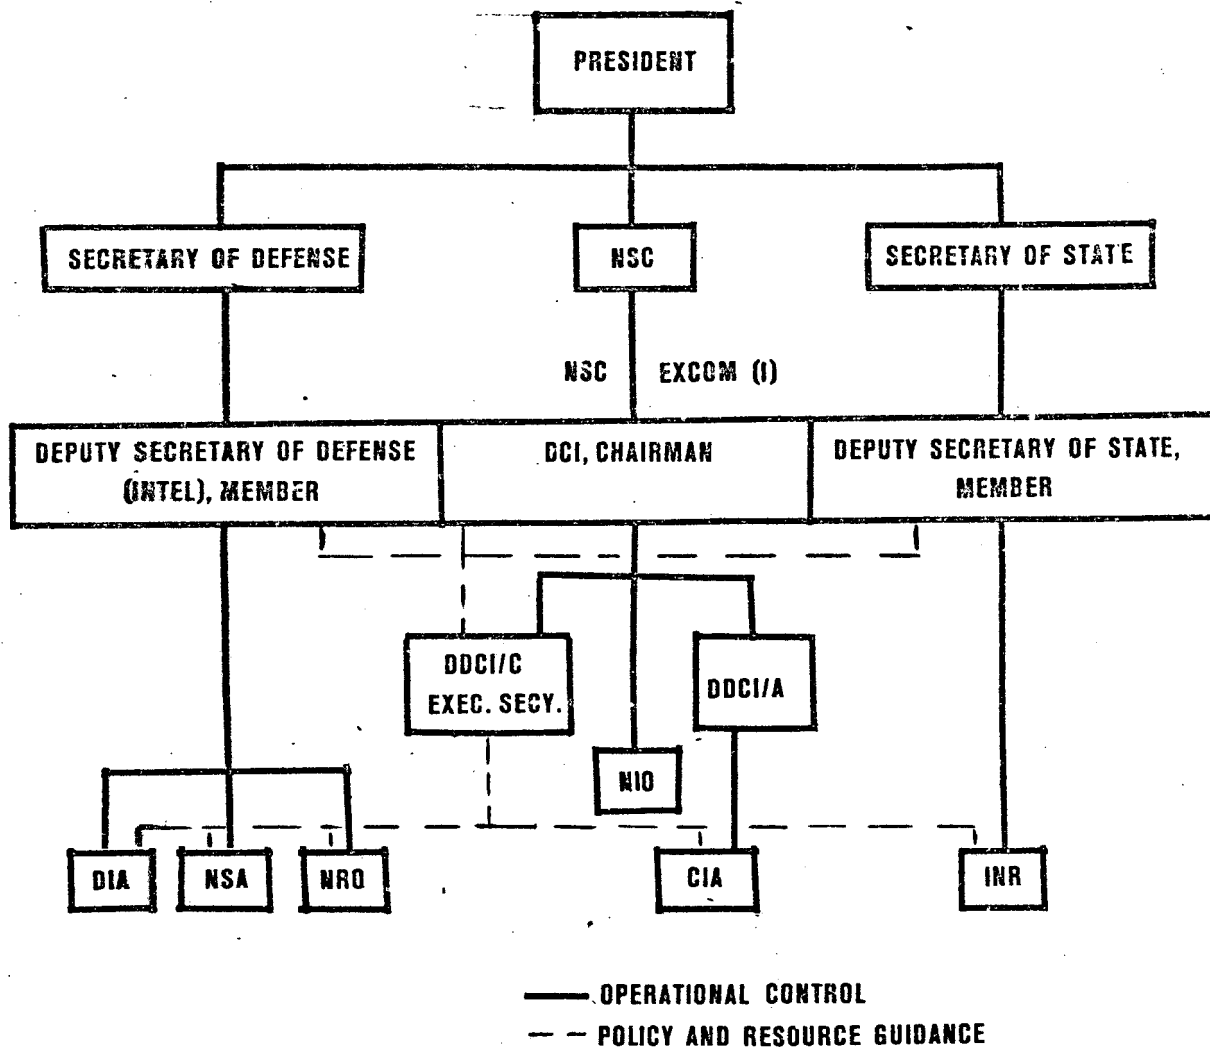 PRESIDENT
SECRETARY OF DEFENSE
NSC
SECRETARY OF STATE
NSC EXCOM (I)
DEPUTY SECRETARY OF DEFENSE
(INTEL), MEMBER
DCI, CHAIRMAN
DEPUTY SECRETARY OF STATE,
MEMBER
DDCI/C
EXEC. SECY.
DDCI/A
NIO
DIA
NSA
NRO
CIA
INR
OPERATIONAL CONTROL
POLICY AND RESOURCE GUIDANCE